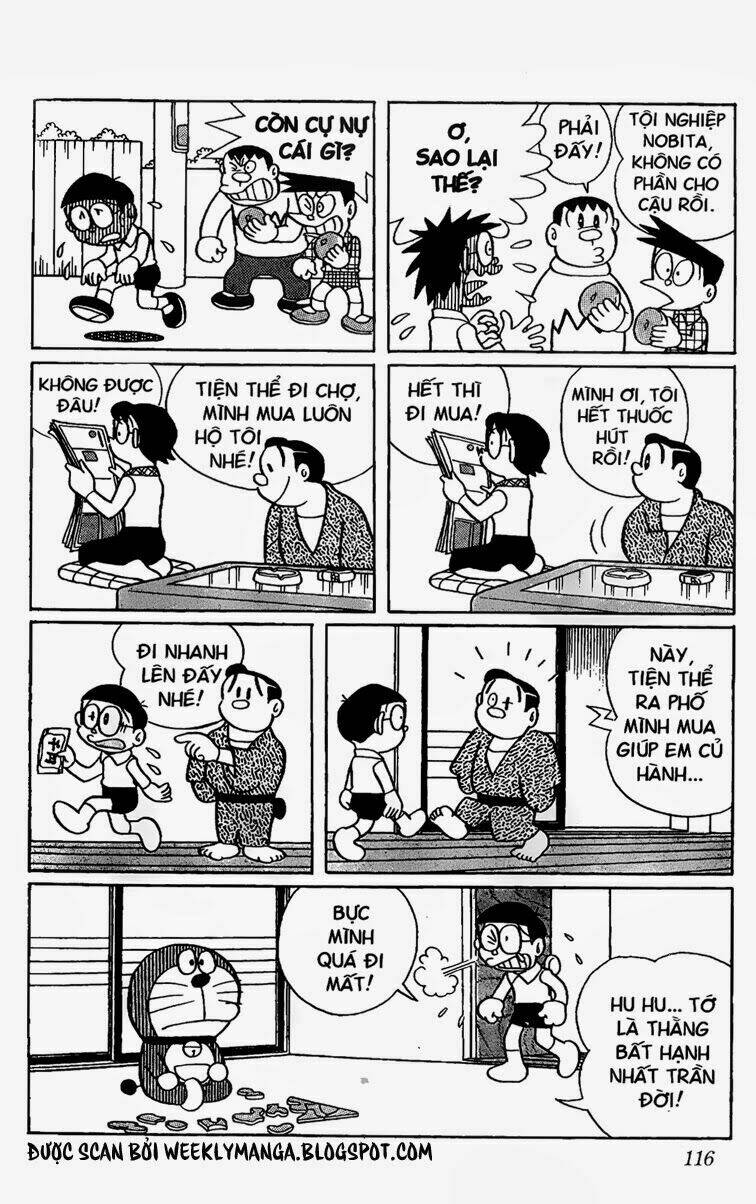 TỘI NGHIỆP
NOBITA,
KHÔNG CÓ
PHẦN CHO
CẬU RỒI.
PHẢI
ĐẤY!
Ơ,
SAO LẠI
THẾ?
CÒN CỰ NỰ
CÁI GÌ?
MÌNH ƠI, TÔI
HẾT THUỐC
HÚT
RỒI!
HẾT THÌ
ĐI MUA!
TIỆN THỂ ĐI CHỢ,
MÌNH MUA LUÔN
HỘ TÔI
NHÉ!
KHÔNG ĐƯỢC
ĐÂU!
NÀY,
TIỆN THỂ
RA PHỐ
MÌNH MUA
GIÚP EM CỦ
HÀNH...
ĐI NHANH
LÊN ĐẤY
NHÉ!
HU HU... TỚ
LÀ THẰNG
BẤT HẠNH
NHẤT TRẦN
ĐỜI!
BỰC
MÌNH
QUÁ ĐI
MẤT!
ĐƯỢC SCAN BỞI WEEKLYMANGA.BLOGSPOT.COM
116